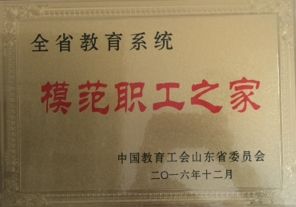 全省教育系统
模范职工之家
中国教育工会山东省委员会
二〇一六年十二月